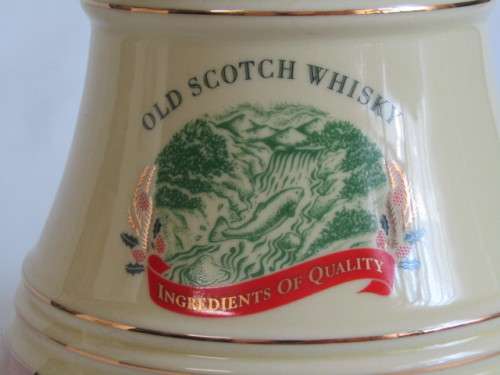 OLD SCOTCH WHISKY
INGREDIENTS OF QUALITY